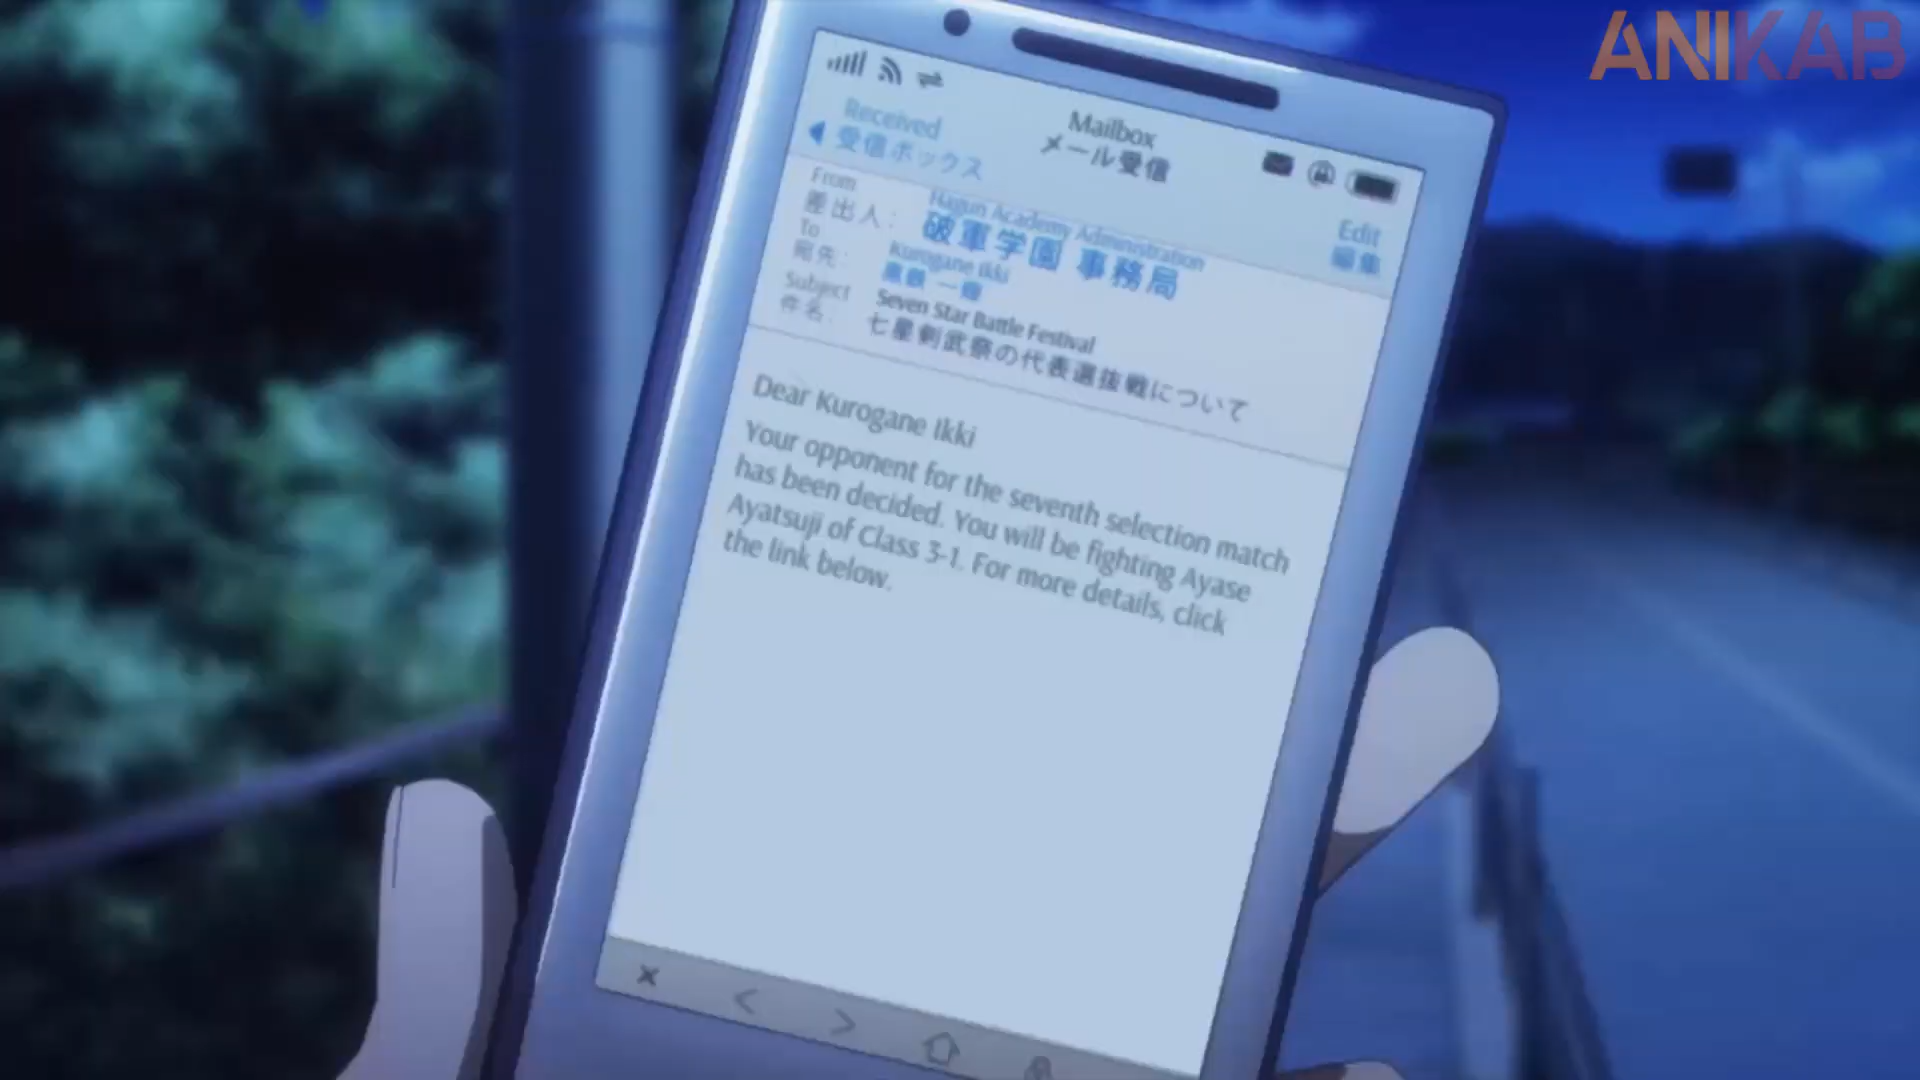 ANIKAB
Received
受信ボックス
Mailbox
メール受信
Edit
編集
From
差出人:
Hagun Academy Administration
破軍学園 事務局
To
宛先:
Kurogane Ikki
黒鉄 一輝
Subject
件名:
Seven Star Battle Festival
七星剣武祭の代表選抜戦について
Dear Kurogane Ikki
Your opponent for the seventh selection match
has been decided. You will be fighting Ayase
Ayatsuji of Class 3-1. For more details, click
the link below.